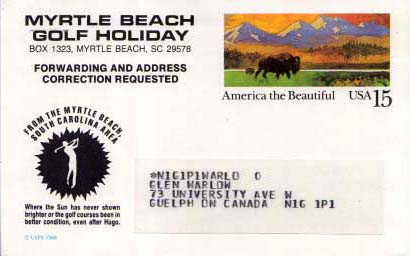 MYRTLE BEACH
GOLF HOLIDAY
BOX 1323, MYRTLE BEACH, SC 29578
FORWARDING AND ADDRESS
CORRECTION REQUESTED
America the Beautiful USA 15
FROM THE MYRTLE BEACH,
SOUTH CAROLINA AREA
Where the Sun has never shown
brighter or the golf courses been in
better condition, even after Hugo.
© USPS 1988
*N1G1P1WARLO 0
GLEN WARLOW
73 UNIVERSITY AVE W
GUELPH ON CANADA N1G 1P1